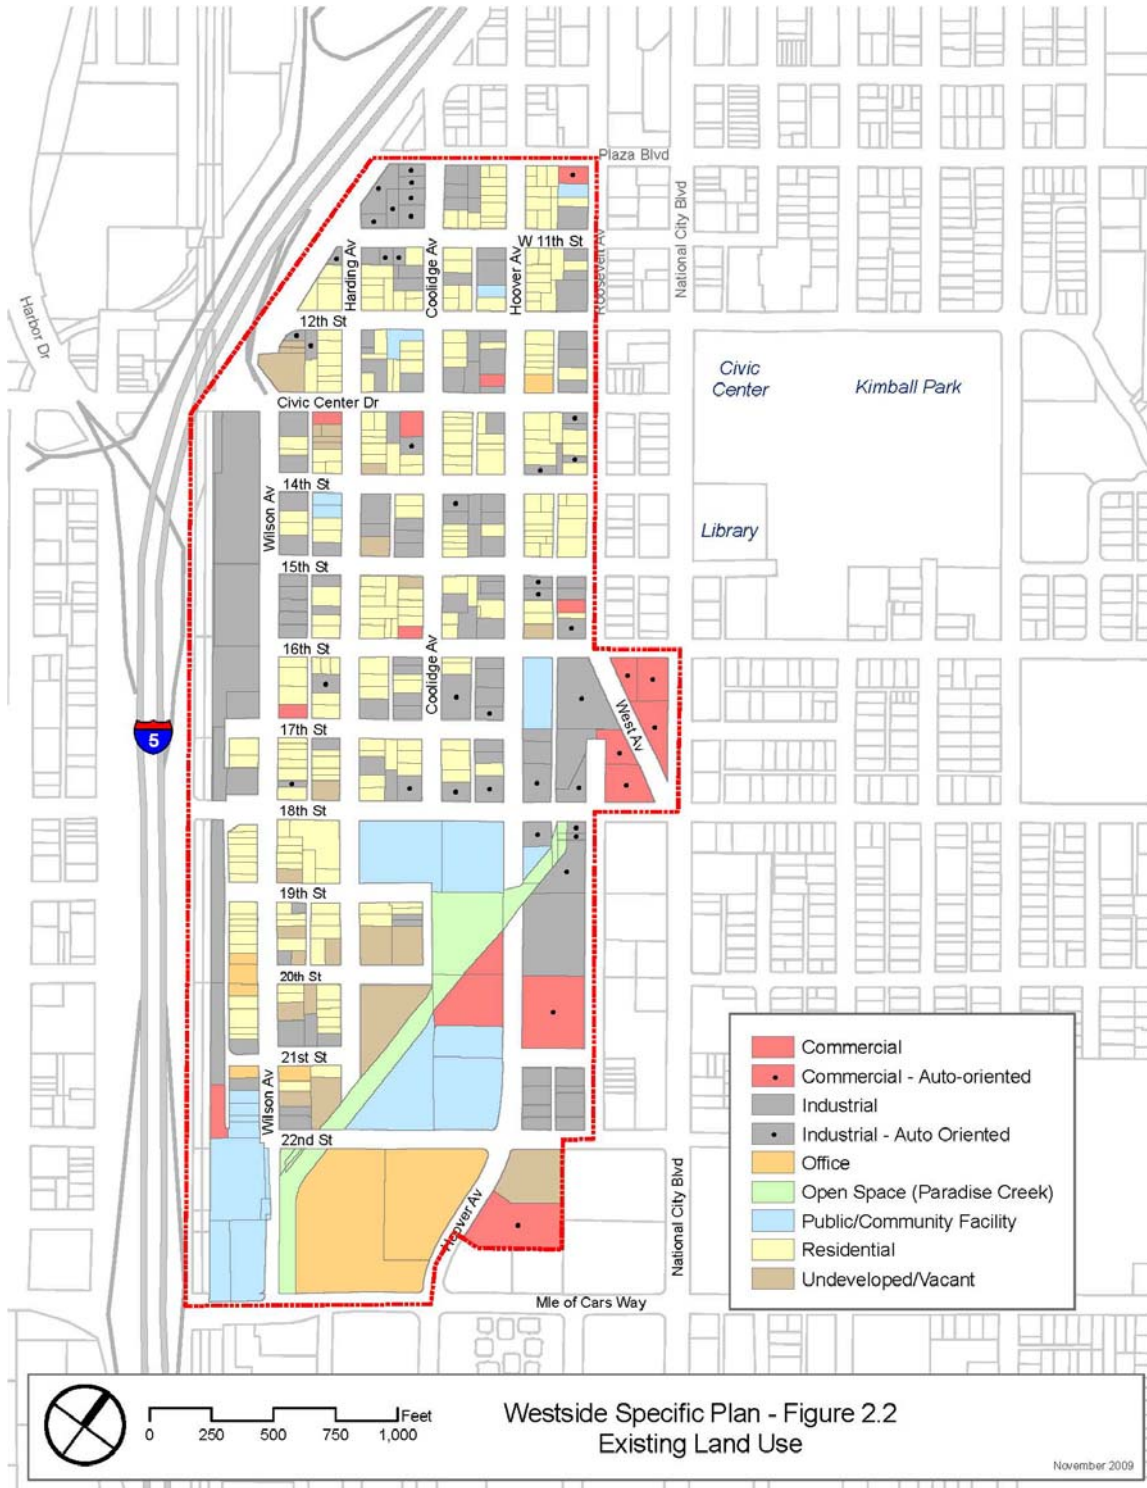 Plaza Blvd
National City Blvd
W 11th St
Harding Av
Coolidge Av
Hoover Av
Roosevelt Av
Harbor Dr
12th St
Civic Center
Kimball Park
Civic Center Dr
14th St
Wilson Av
Library
15th St
16th St
Coolidge Av
West Av
17th St
5
18th St
19th St
20th St
21st St
Wilson Av
22nd St
Hoover Av
National City Blvd
Mle of Cars Way
Commercial
Commercial - Auto-oriented
Industrial
Industrial - Auto Oriented
Office
Open Space (Paradise Creek)
Public/Community Facility
Residential
Undeveloped/Vacant
Feet
0 250 500 750 1,000
Westside Specific Plan - Figure 2.2
Existing Land Use
November 2009